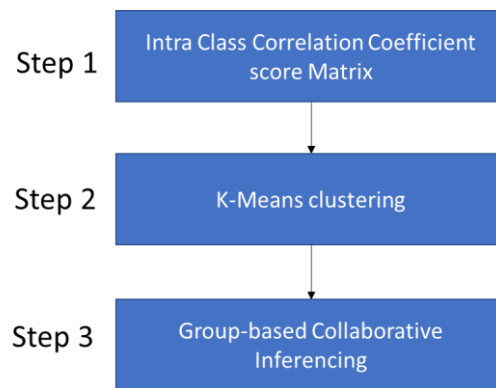 Step 1
Intra Class Correlation Coefficient
score Matrix
Step 2
K-Means clustering
Step 3
Group-based Collaborative
Inferencing